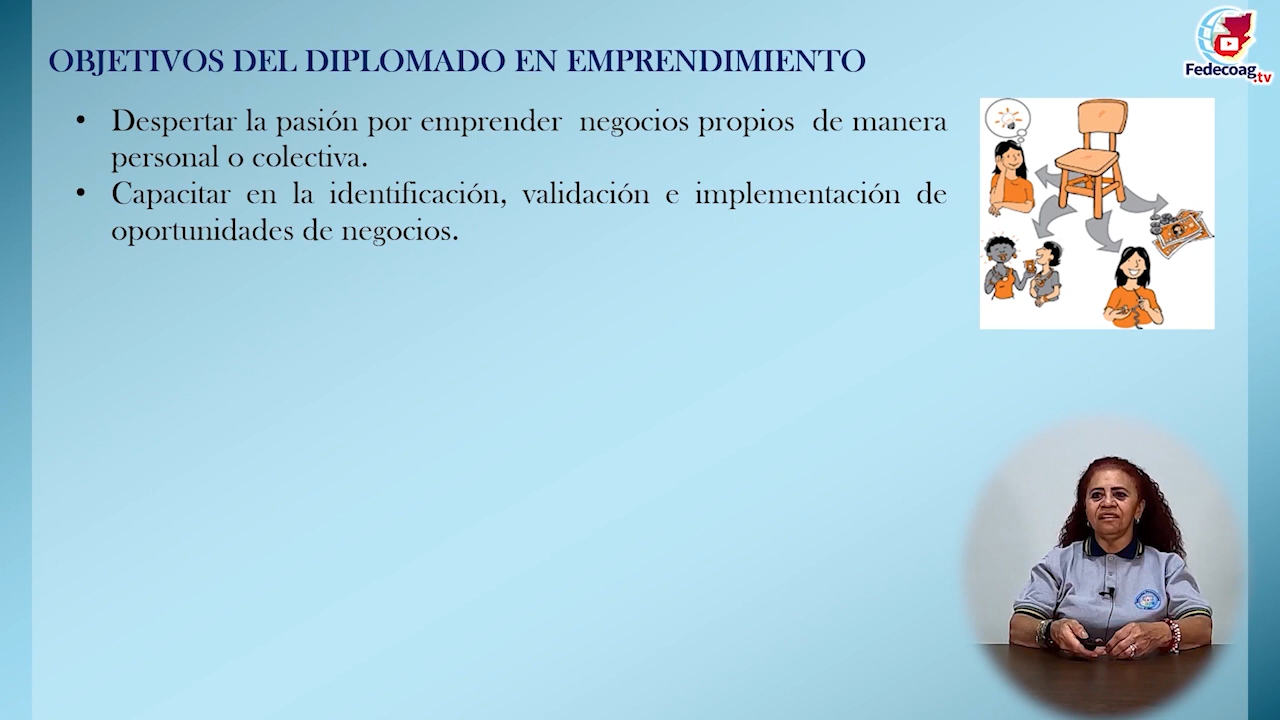 OBJETIVOS DEL DIPLOMADO EN EMPRENDIMIENTO
Fedecoag.tv
• Despertar la pasión por emprender negocios propios de manera
personal o colectiva.
• Capacitar en la identificación, validación e implementación de
oportunidades de negocios.